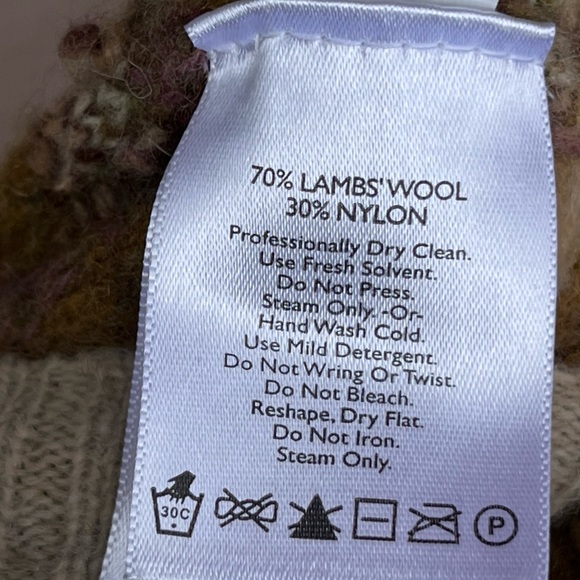 70% LAMBS' WOOL
30% NYLON
Professionally Dry Clean.
Use Fresh Solvent.
Do Not Press.
Steam Only. -Or-
Hand Wash Cold.
Use Mild Detergent.
Do Not Wring Or Twist.
Do Not Bleach.
Reshape, Dry Flat.
Do Not Iron.
Steam Only.
30C P